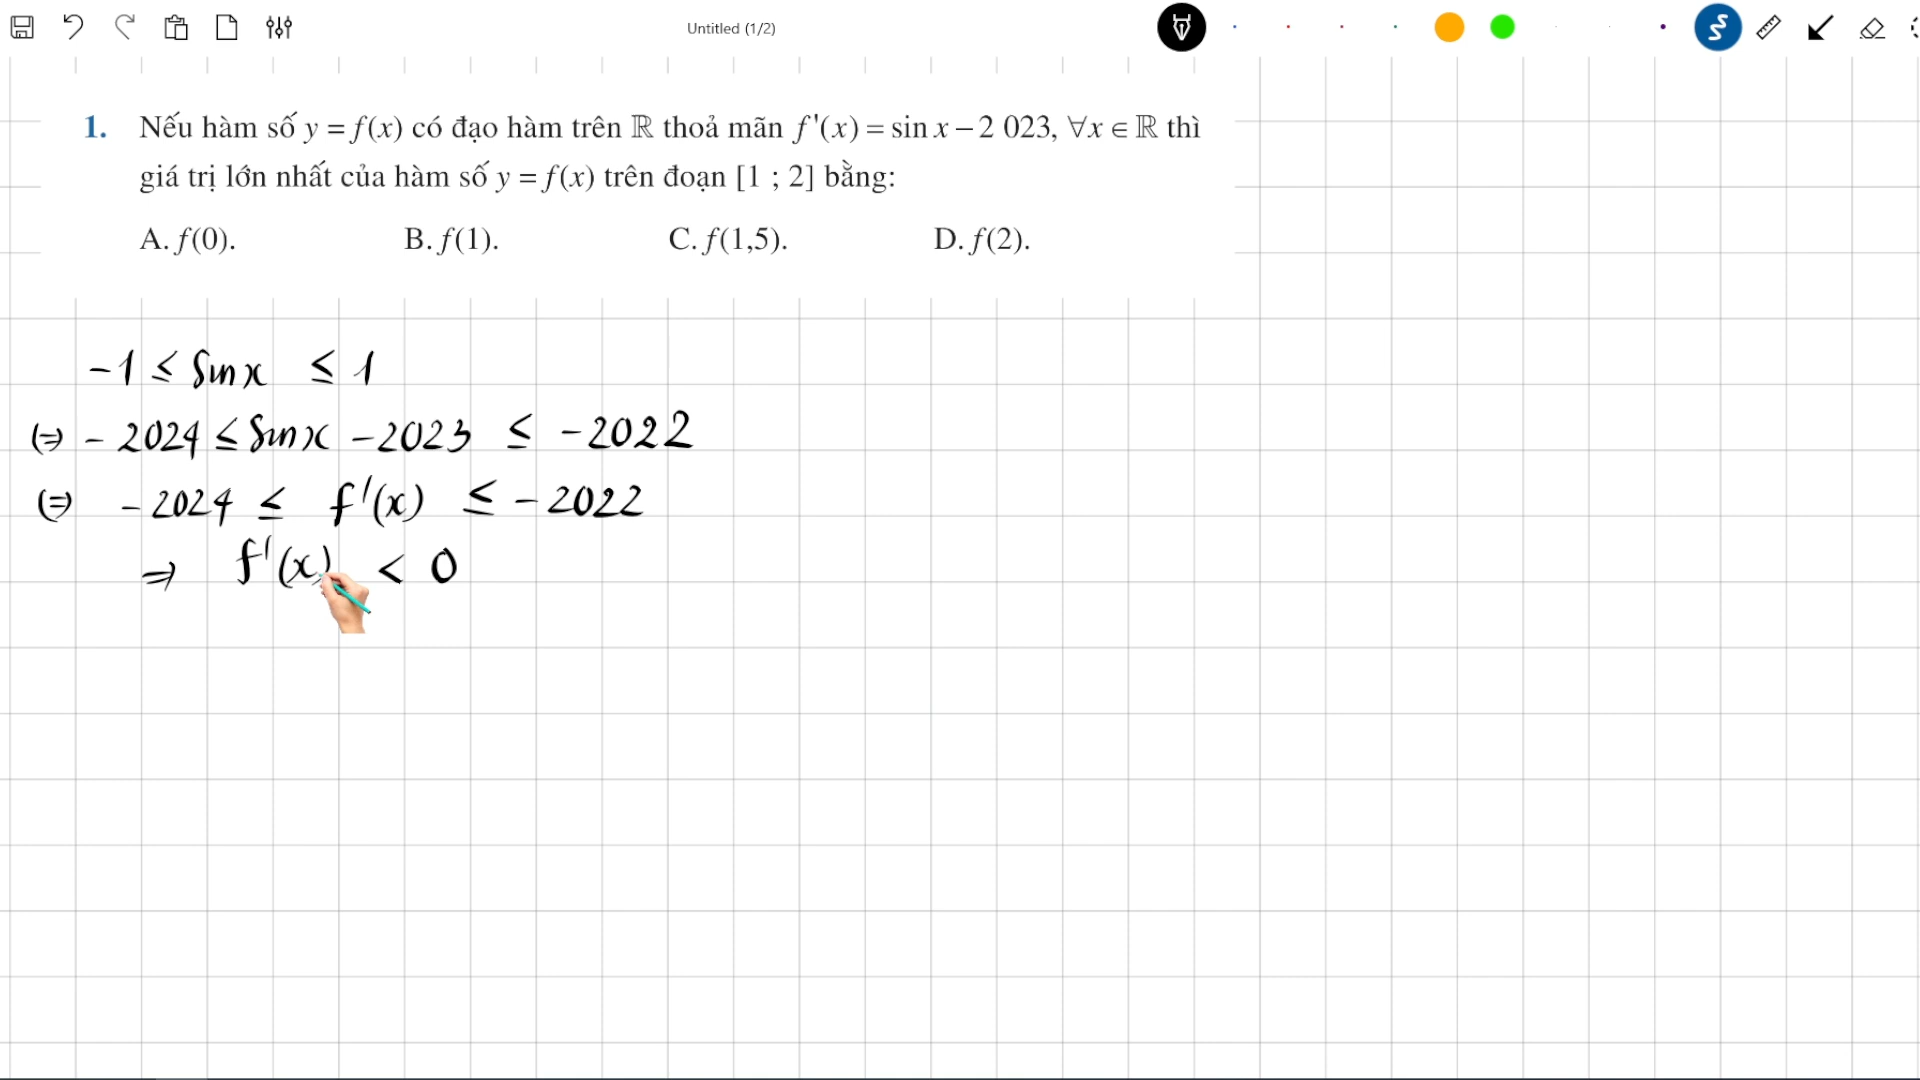 Untitled (1/2)
1. Nếu hàm số y = f(x) có đạo hàm trên ℝ thoả mãn f'(x) = sin x – 2 023, ∀x ∈ ℝ thì
giá trị lớn nhất của hàm số y = f(x) trên đoạn [1 ; 2] bằng:
A. f(0). B. f(1). C. f(1,5). D. f(2).
-1 ≤ sin x ≤ 1
(=) -2024 ≤ sin x -2023 ≤ -2022
(=) -2024 ≤ f'(x) ≤ -2022
⇒ f'(x) < 0